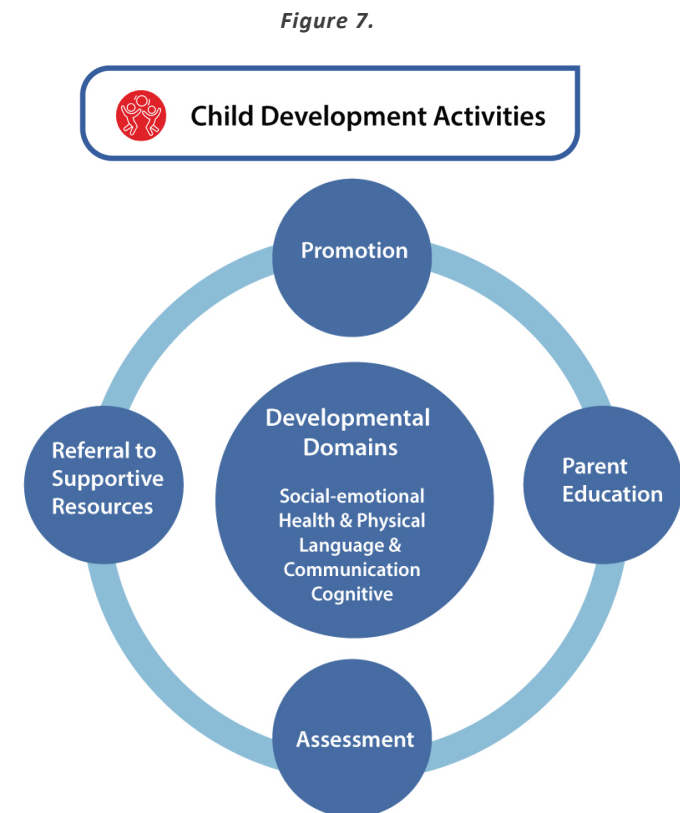 Figure 7.
Child Development Activities
Promotion
Developmental
Domains
Social-emotional
Health & Physical
Language &
Communication
Cognitive
Referral to
Supportive
Resources
Parent
Education
Assessment